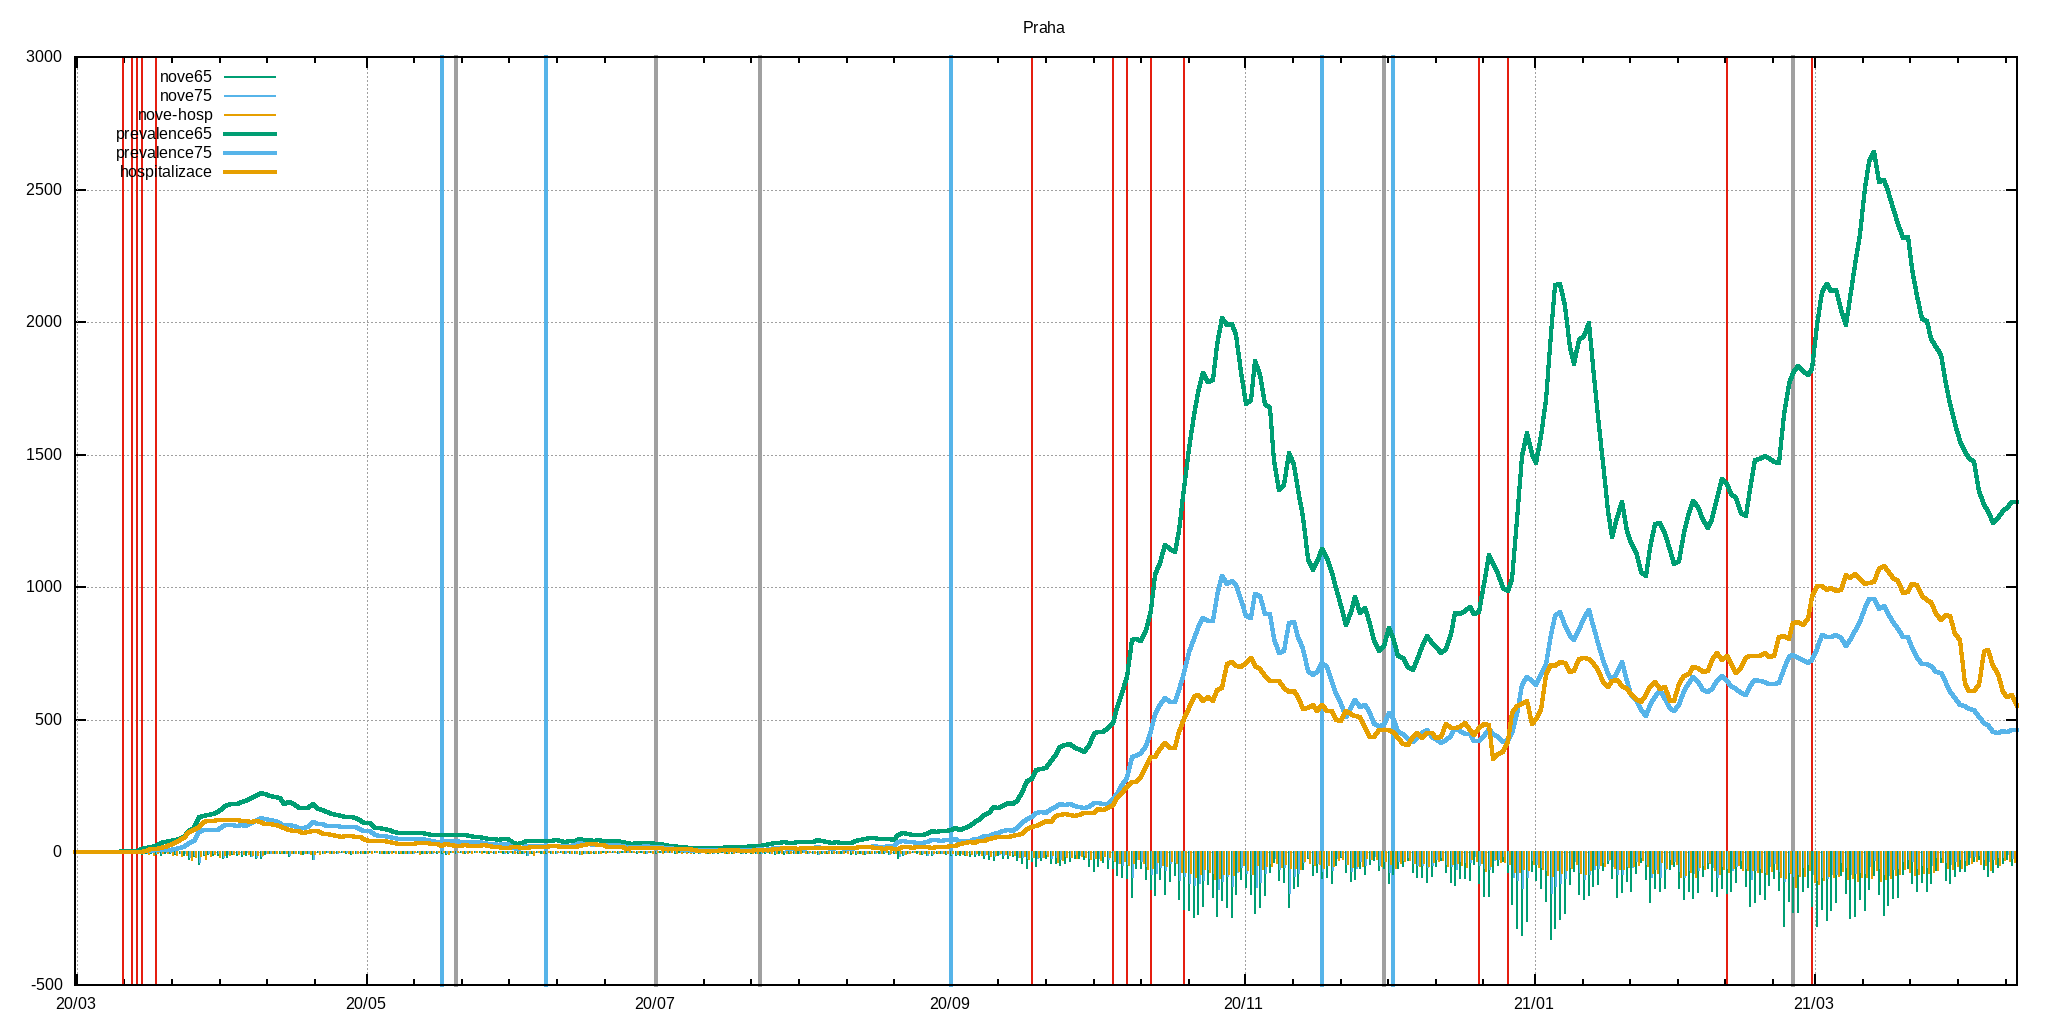 Praha
3000
nove65
nove75
nove-hosp
prevalence65
prevalence75
hospitalizace
2500
2000
1500
1000
500
0
-500
20/03 20/05 20/07 20/09 20/11 21/01 21/03